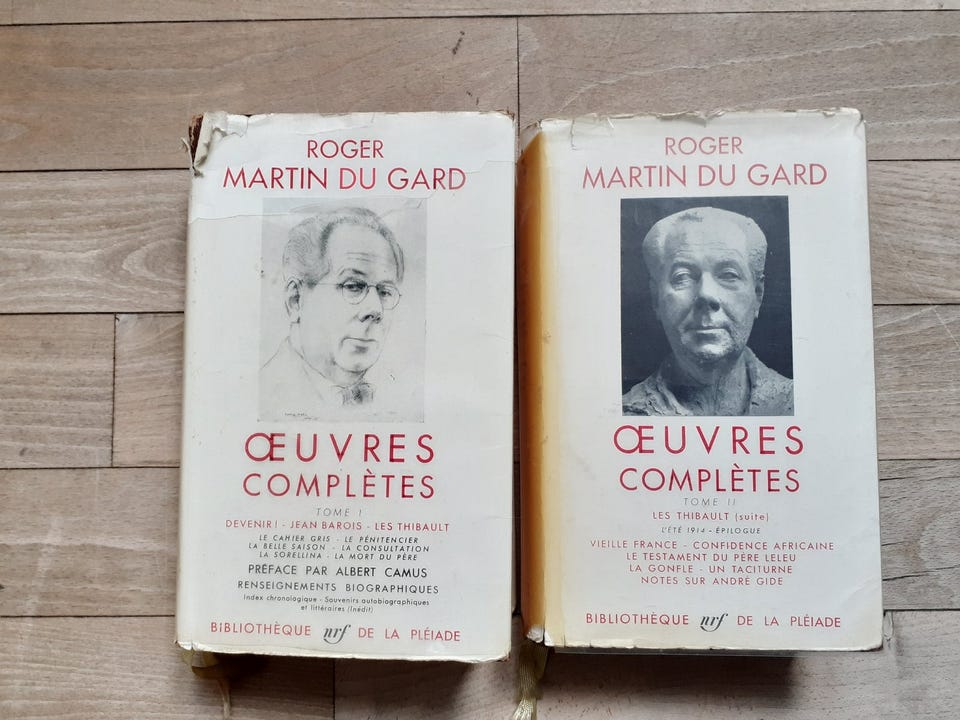 ROGER
MARTIN DU GARD
ŒUVRES
COMPLÈTES
TOME I
DEVENIR! - JEAN BAROIS - LES THIBAULT
LE CAHIER GRIS - LE PÉNITENCIER
LA BELLE SAISON - LA CONSULTATION
LA SORELLINA - LA MORT DU PÈRE
PRÉFACE PAR ALBERT CAMUS
RENSEIGNEMENTS BIOGRAPHIQUES
Index chronologique - Souvenirs autobiographiques
et littéraires (Inédit)
BIBLIOTHÈQUE nrf DE LA PLÉIADE
ROGER
MARTIN DU GARD
ŒUVRES
COMPLÈTES
TOME II
LES THIBAULT (suite)
L'ÉTÉ 1914 - ÉPILOGUE
VIEILLE FRANCE - CONFIDENCE AFRICAINE
LE TESTAMENT DU PÈRE LELEU
LA GONFLE - UN TACITURNE
NOTES SUR ANDRÉ GIDE
BIBLIOTHÈQUE nrf DE LA PLÉIADE